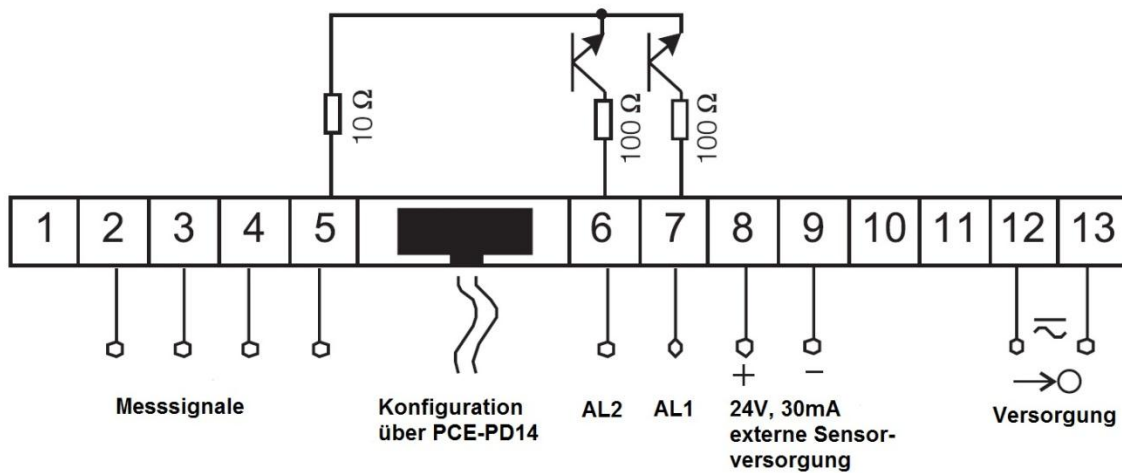 10 Ω
100 Ω
100 Ω
1 2 3 4 5 6 7 8 9 10 11 12 13
+ −
Messsignale
Konfiguration
über PCE-PD14
AL2
AL1
24V, 30mA
externe Sensor-
versorgung
Versorgung